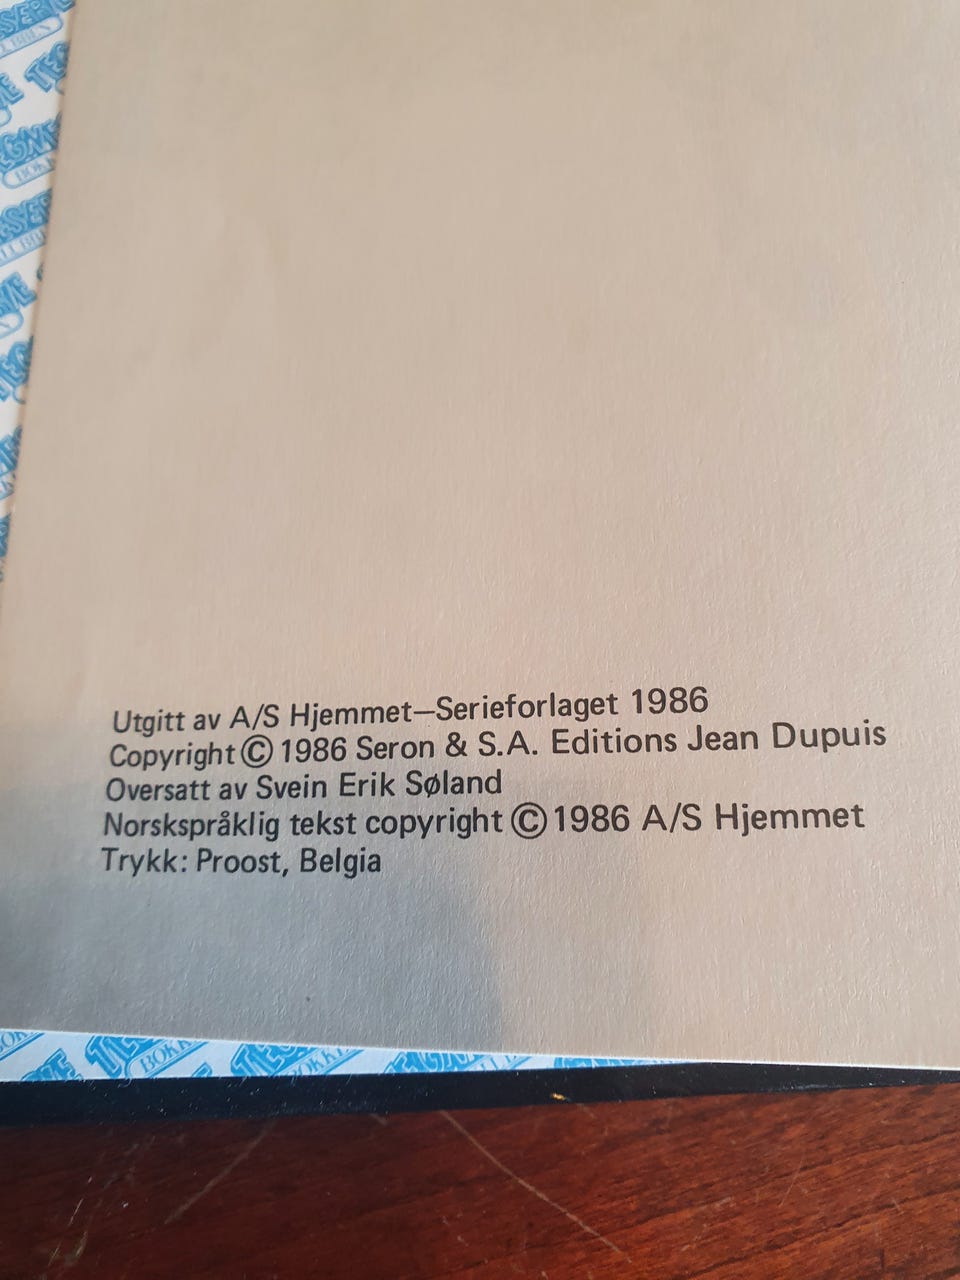 Utgitt av A/S Hjemmet—Serieforlaget 1986
Copyright © 1986 Seron & S.A. Editions Jean Dupuis
Oversatt av Svein Erik Søland
Norskspråklig tekst copyright © 1986 A/S Hjemmet
Trykk: Proost, Belgia